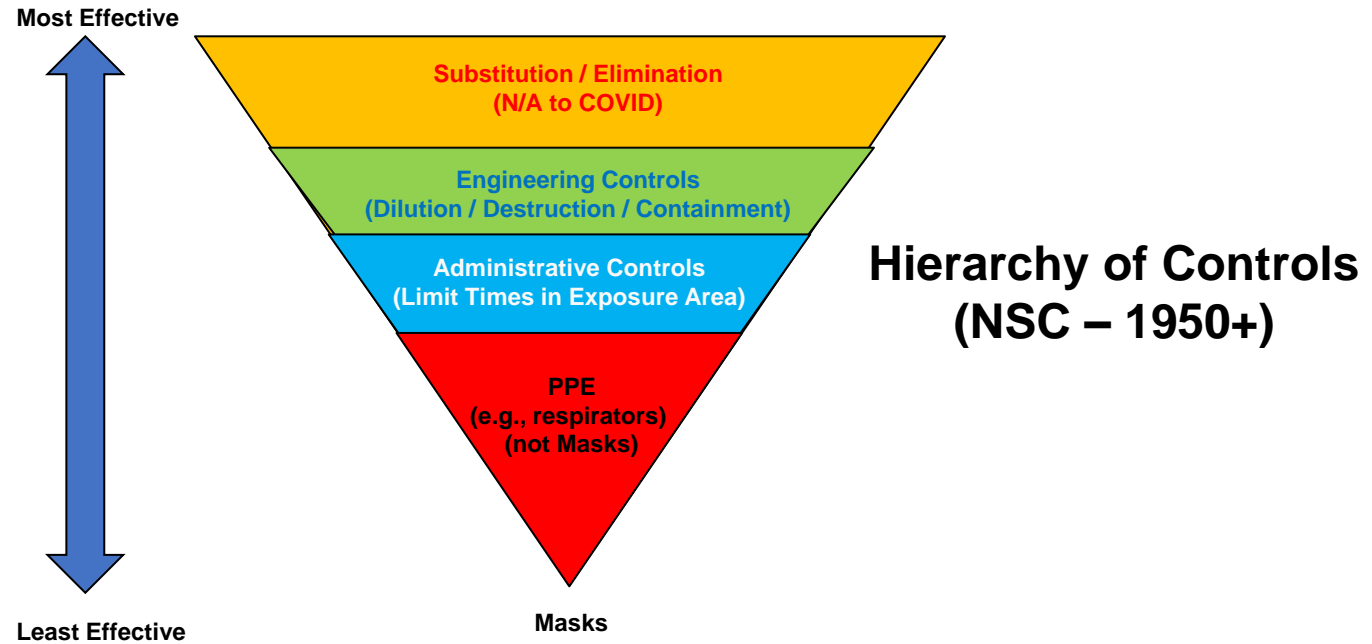 Most Effective
Substitution / Elimination
(N/A to COVID)
Engineering Controls
(Dilution / Destruction / Containment)
Administrative Controls
(Limit Times in Exposure Area)
Hierarchy of Controls
(NSC – 1950+)
PPE
(e.g., respirators)
(not Masks)
Masks
Least Effective